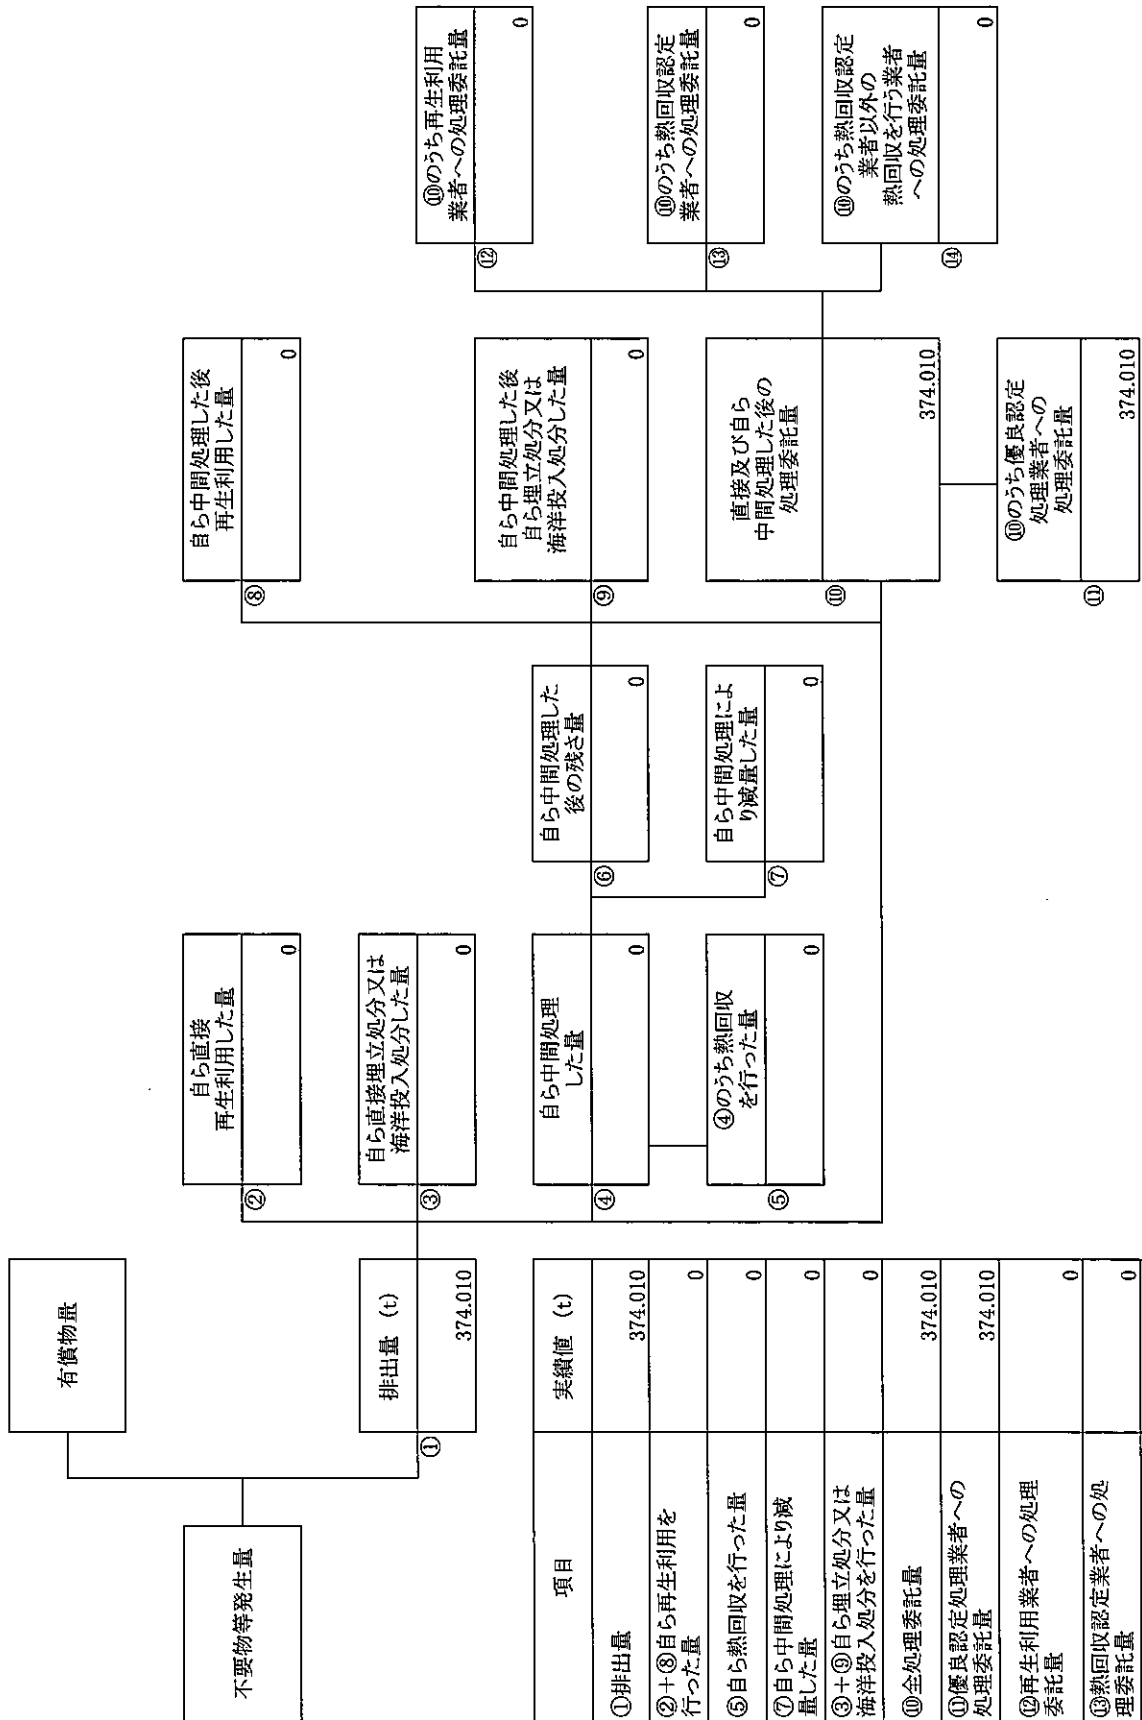 不要物等発生量
有償物量
①
排出量 (t)
374.010
②
自ら直接
再生利用した量
0
③
自ら直接埋立処分又は
海洋投入処分した量
0
④
自ら中間処理
した量
0
⑤
④のうち熱回収
を行った量
0
⑥
自ら中間処理した
後の残さ量
0
⑦
自ら中間処理によ
り減量した量
0
⑧
自ら中間処理した後
再生利用した量
0
⑨
自ら中間処理した後
自ら埋立処分又は
海洋投入処分した量
0
⑩
直接及び自ら
中間処理した後の
処理委託量
374.010
⑪
⑩のうち優良認定
処理業者への
処理委託量
374.010
⑫
⑩のうち再生利用
業者への処理委託量
0
⑬
⑩のうち熱回収認定
業者への処理委託量
0
⑭
⑩のうち熱回収認定
業者以外の
熱回収を行う業者
への処理委託量
0
項目 実績値 (t)
①排出量 374.010
②+⑧自ら再生利用を
行った量 0
⑤自ら熱回収を行った量 0
⑦自ら中間処理により減
量した量 0
③+⑨自ら埋立処分又は
海洋投入処分を行った量 0
⑩全処理委託量 374.010
⑪優良認定処理業者への
処理委託量 374.010
⑫再生利用業者への処理
委託量 0
⑬熱回収認定業者への処
理委託量 0